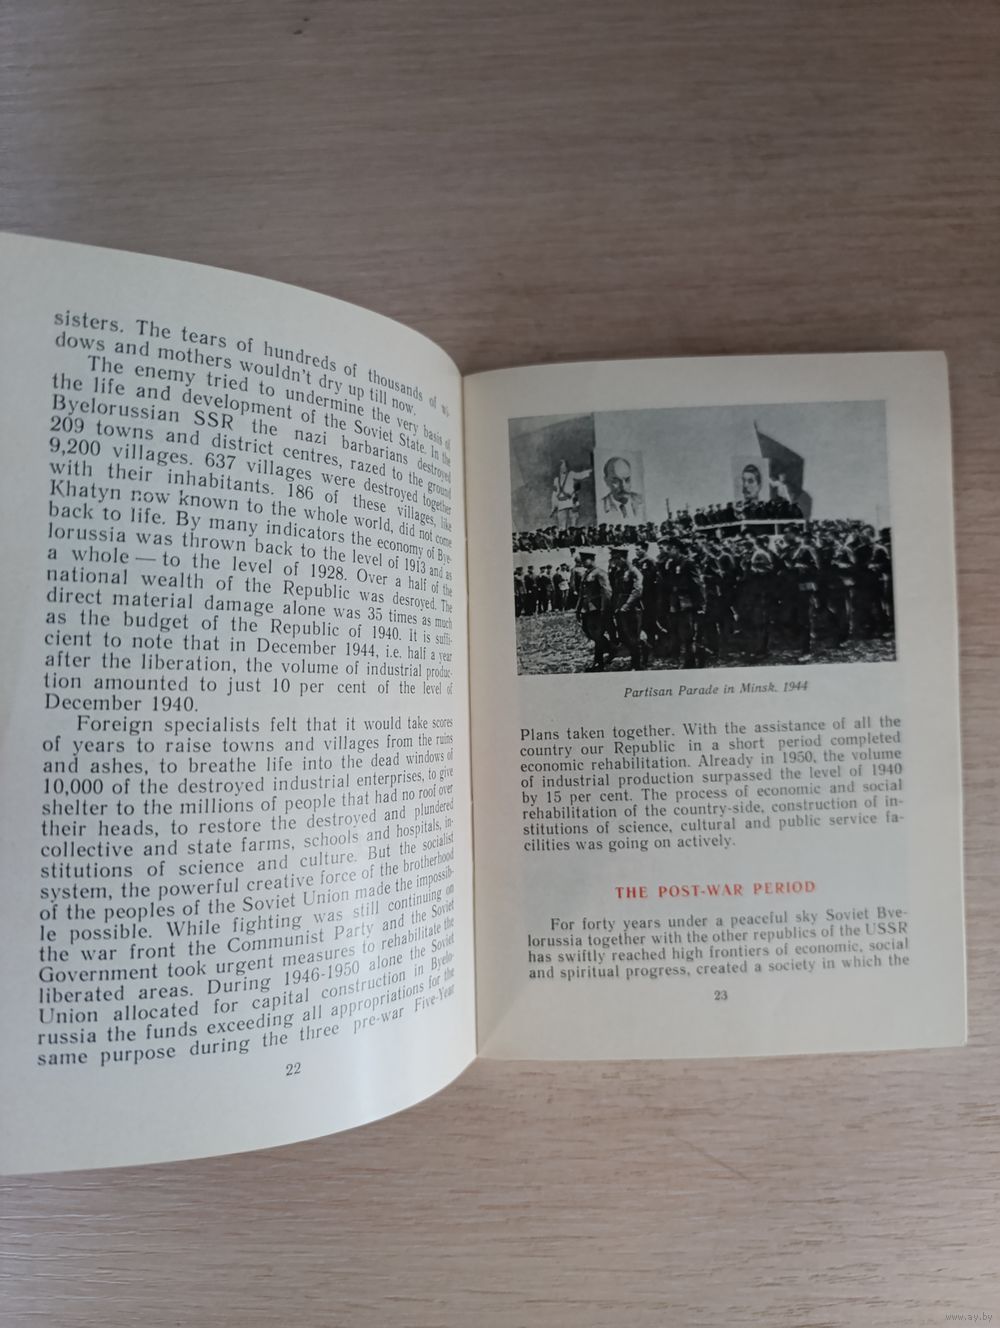 sisters. The tears of hundreds of thousands of wi-
dows and mothers wouldn't dry up till now.
The enemy tried to undermine the very basis of
the life and development of the Soviet State. In the
Byelorussian SSR the nazi barbarians destroyed
209 towns and district centres, razed to the ground
9,200 villages. 637 villages were destroyed together
with their inhabitants. 186 of these villages, like
Khatyn now known to the whole world, did not come
back to life. By many indicators the economy of Bye-
lorussia was thrown back to the level of 1913 and as
a whole — to the level of 1928. Over a half of the
national wealth of the Republic was desroyed. The
direct material damage alone was 35 times as much
as the budget of the Republic of 1940. It is suffi-
cient to note that in December 1944, i.e. half a year
after the liberation, the volume of industrial produc-
tion amounted to just 10 per cent of the level of
December 1940.
Foreign specialists felt that it would take scores
of years to raise towns and villages from the ruins
and ashes, to breathe life into the dead windows of
10,000 of the destroyed industrial enterprises, to give
shelter to the millions of people that had no roof over
their heads, to restore the destroyed and plundered
collective and state farms, schools and hospitals, in-
stitutions of science and culture. But the socialist
system, the powerful creative force of the brotherhood
of the peoples of the Soviet Union made the impossib-
le possible. While fighting was still continuing on
the war front the Communist Party and the Soviet
Government took urgent measures to rehabilitate the
liberated areas. During 1946-1950 alone the Soviet
Union allocated for capital construction in Byelo-
russia the funds exceeding all appropriations for the
same purpose during the three pre-war Five-Year
22
Partisan Parade in Minsk. 1944
Plans taken together. With the assistance of all the
country our Republic in a short period completed
economic rehabilitation. Already in 1950, the volume
of industrial production surpassed the level of 1940
by 15 per cent. The process of economic and social
rehabilitation of the country-side, construction of in-
stitutions of science, cultural and public service fa-
cilities was going on actively.
THE POST-WAR PERIOD
For forty years under a peaceful sky Soviet Bye-
lorussia together with the other republics of the USSR
has swiftly reached high frontiers of economic, social
and spiritual progress, created a society in which the
23
www.ay.by